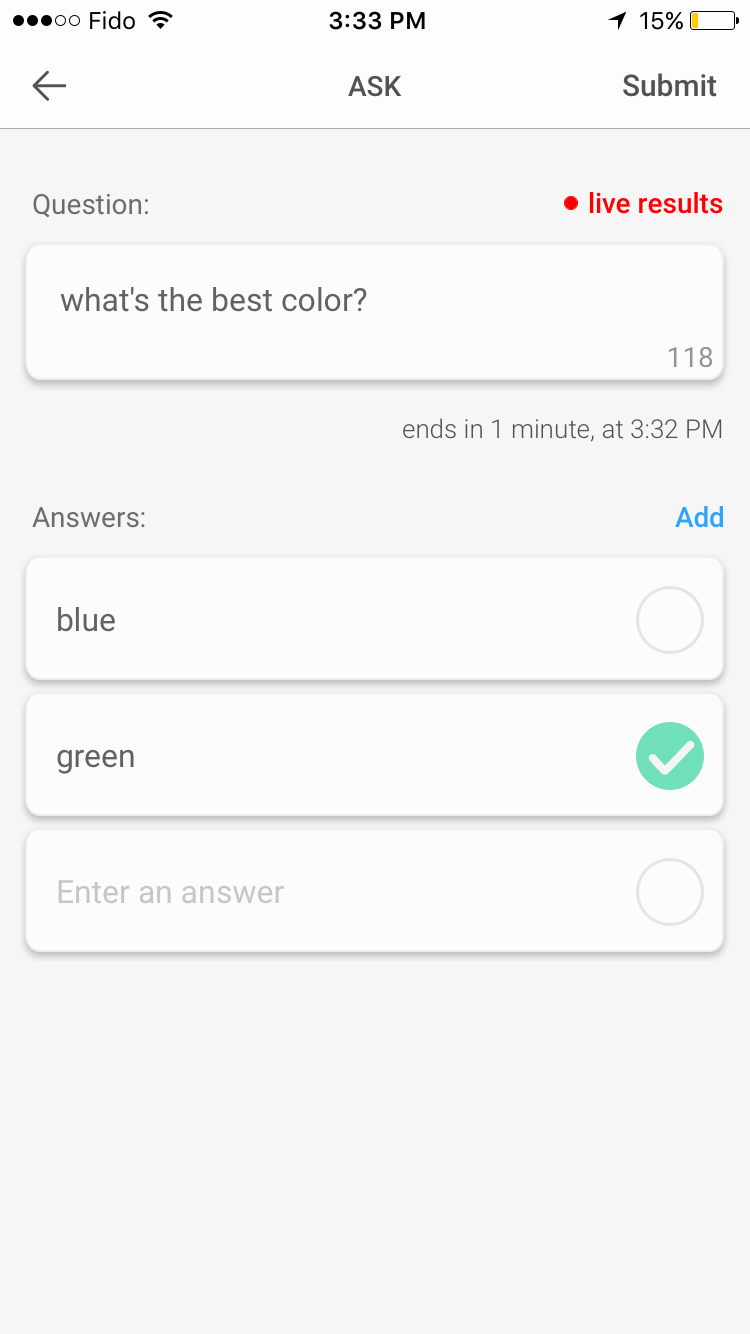 Fido 3:33 PM 15%
ASK Submit
Question: live results
what's the best color?
118
ends in 1 minute, at 3:32 PM
Answers: Add
blue
green
Enter an answer